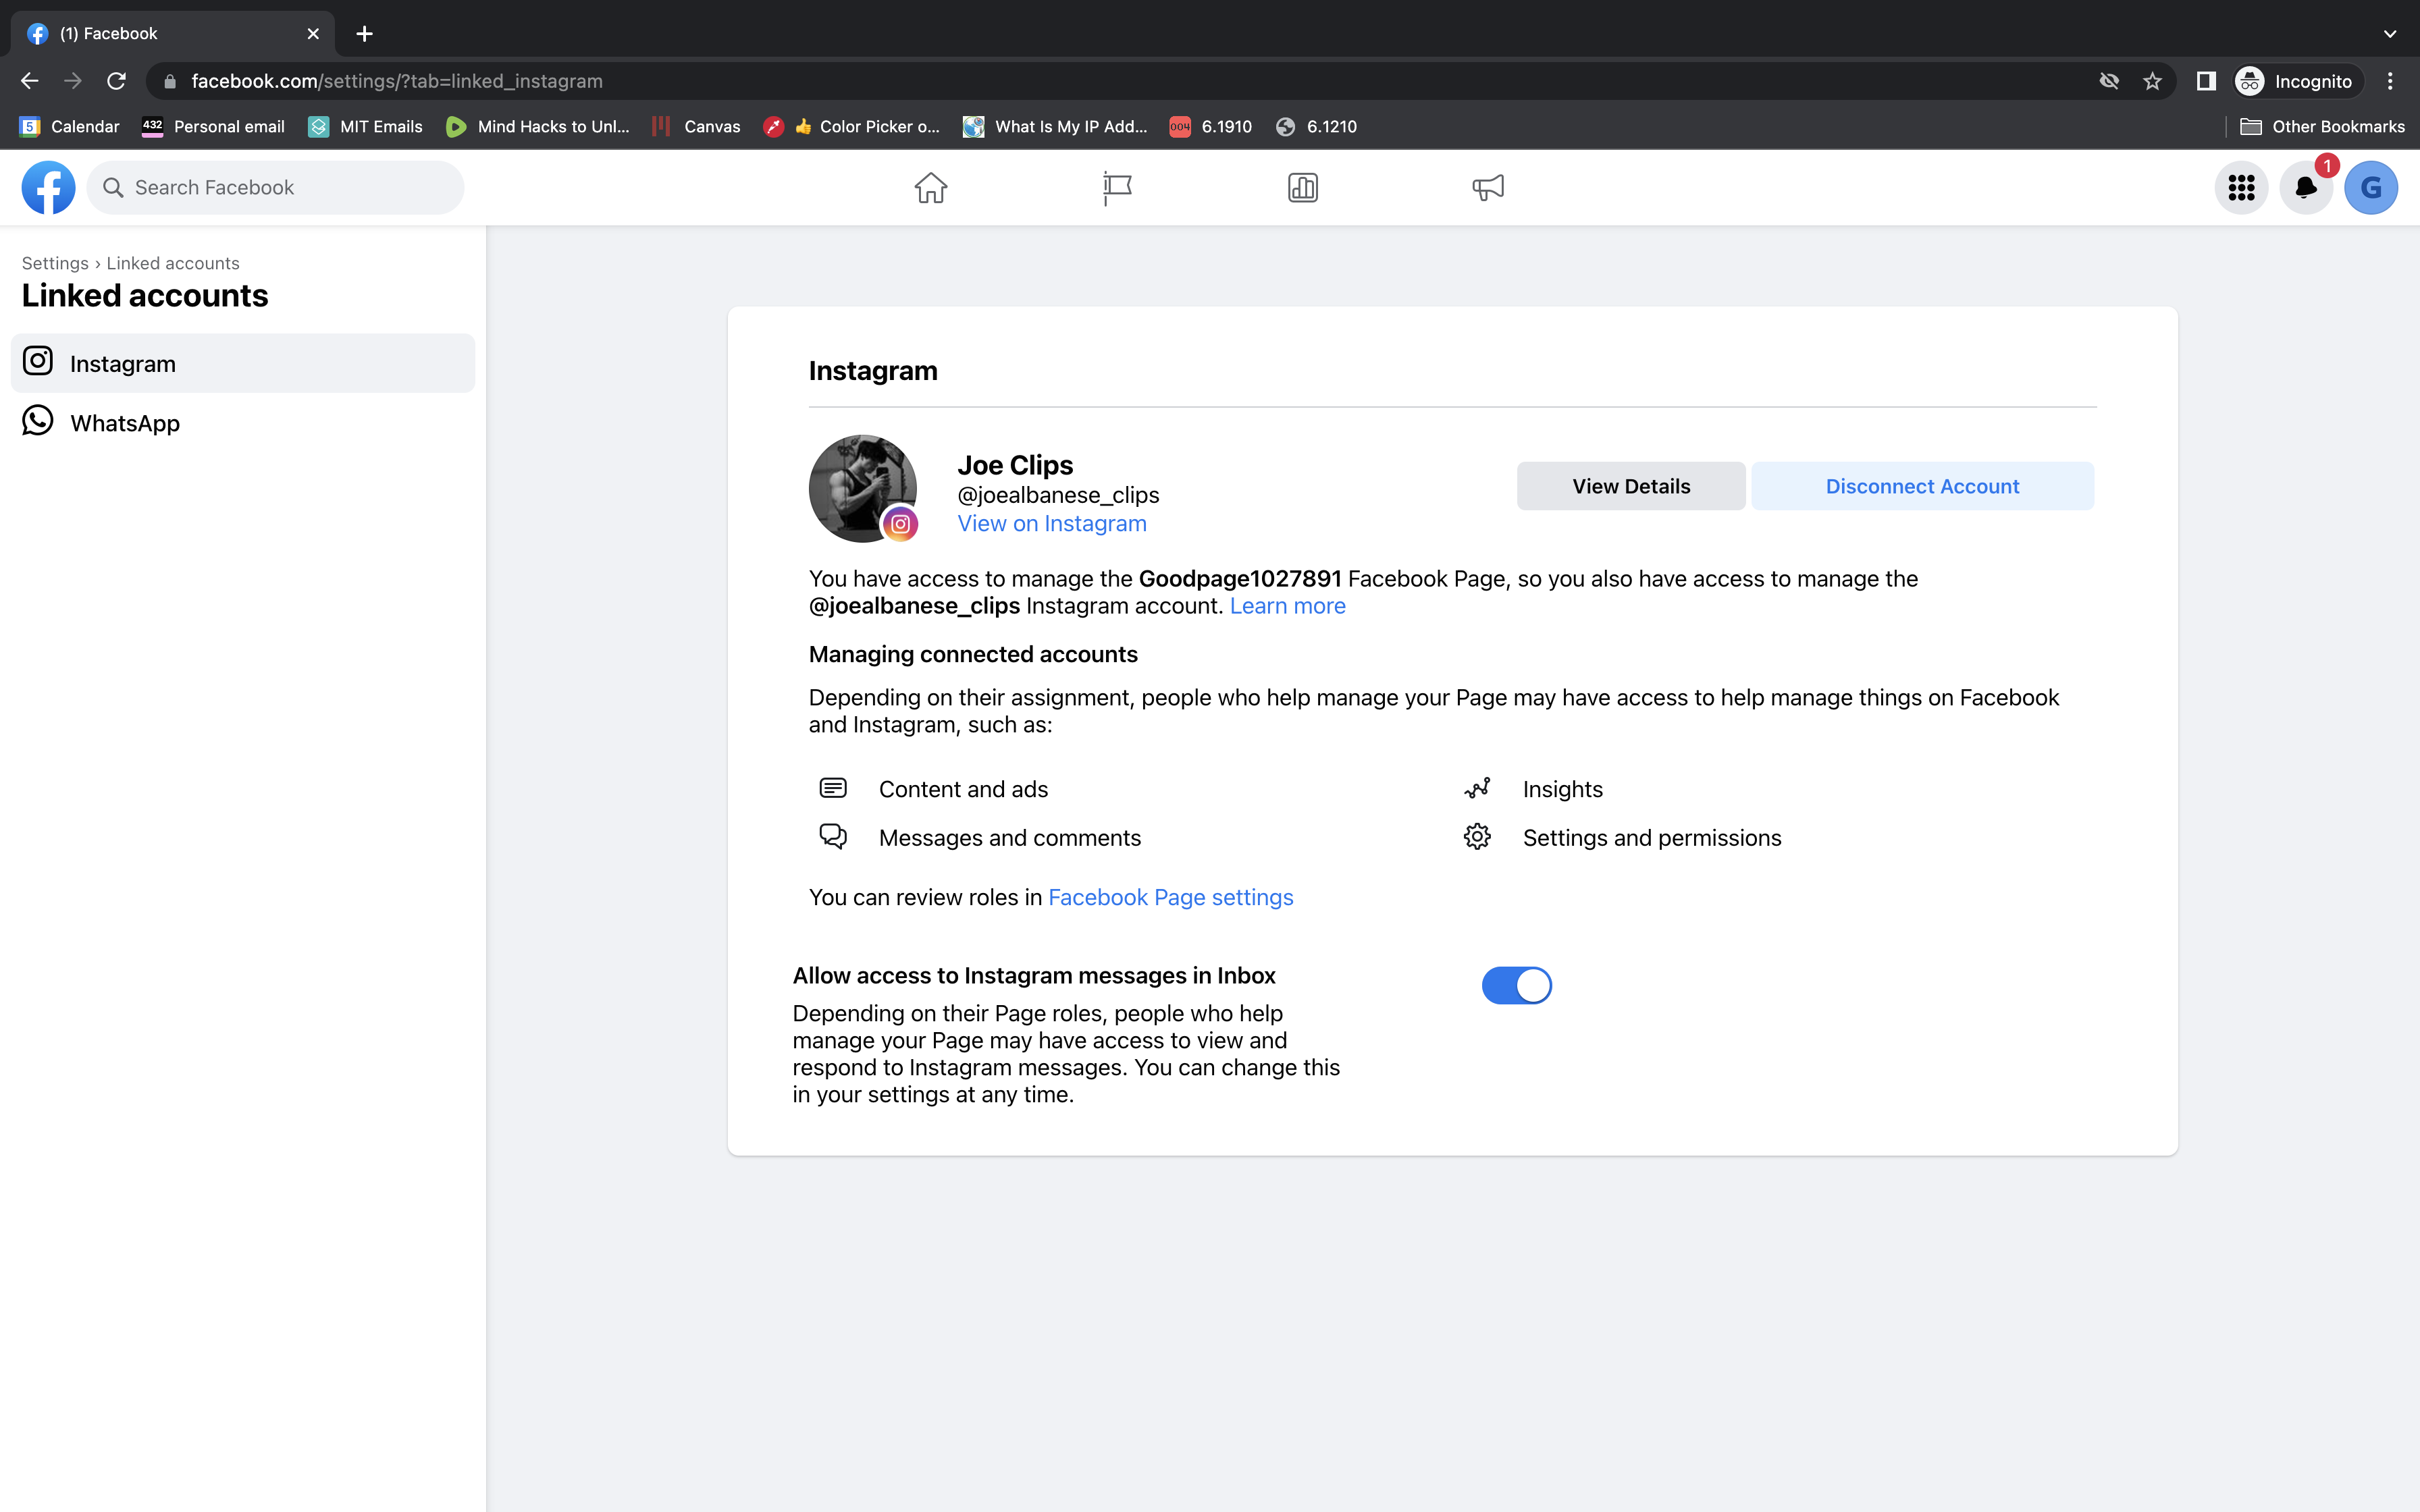 (1) Facebook
facebook.com/settings/?tab=linked_instagram
Incognito
5 Calendar
432 Personal email
MIT Emails
Mind Hacks to Unl...
Canvas
👍 Color Picker o...
What Is My IP Add...
004 6.1910
6.1210
Other Bookmarks
Search Facebook
1
G
Settings › Linked accounts
Linked accounts
Instagram
WhatsApp
Instagram
Joe Clips
@joealbanese_clips
View on Instagram
View Details
Disconnect Account
You have access to manage the Goodpage1027891 Facebook Page, so you also have access to manage the
@joealbanese_clips Instagram account. Learn more
Managing connected accounts
Depending on their assignment, people who help manage your Page may have access to help manage things on Facebook
and Instagram, such as:
Content and ads
Insights
Messages and comments
Settings and permissions
You can review roles in Facebook Page settings
Allow access to Instagram messages in Inbox
Depending on their Page roles, people who help
manage your Page may have access to view and
respond to Instagram messages. You can change this
in your settings at any time.